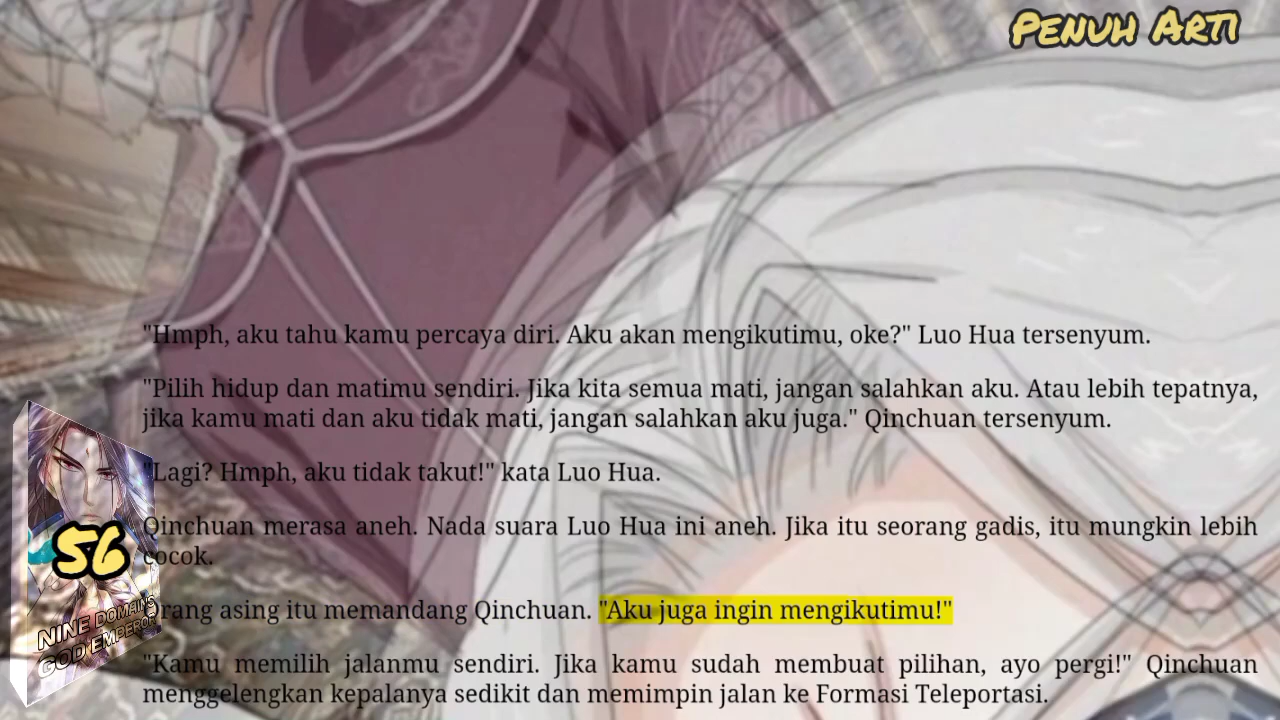 PENUH ARTI
"Hmph, aku tahu kamu percaya diri. Aku akan mengikutimu, oke?" Luo Hua tersenyum.
"Pilih hidup dan matimu sendiri. Jika kita semua mati, jangan salahkan aku. Atau lebih tepatnya,
jika kamu mati dan aku tidak mati, jangan salahkan aku juga." Qinchuan tersenyum.
"Lagi? Hmph, aku tidak takut!" kata Luo Hua.
Qinchuan merasa aneh. Nada suara Luo Hua ini aneh. Jika itu seorang gadis, itu mungkin lebih
cocok.
Orang asing itu memandang Qinchuan. "Aku juga ingin mengikutimu!"
"Kamu memilih jalanmu sendiri. Jika kamu sudah membuat pilihan, ayo pergi!" Qinchuan
menggelengkan kepalanya sedikit dan memimpin jalan ke Formasi Teleportasi.
56
NINE DOMAINS
GOD EMPEROR